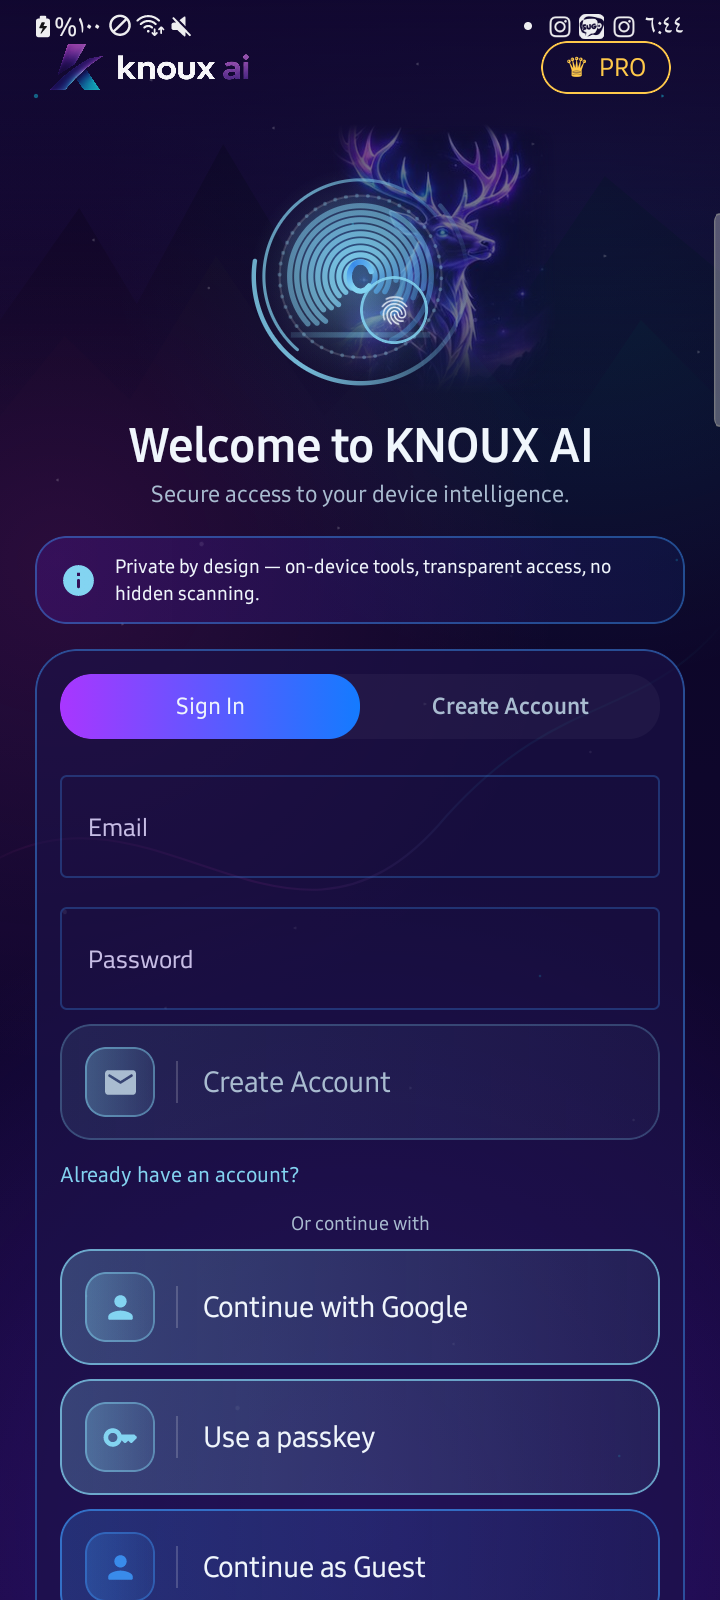 %١٠٠
٦:٤٤
knoux ai
PRO
Welcome to KNOUX AI
Secure access to your device intelligence.
Private by design — on-device tools, transparent access, no
hidden scanning.
Sign In
Create Account
Email
Password
Create Account
Already have an account?
Or continue with
Continue with Google
Use a passkey
Continue as Guest